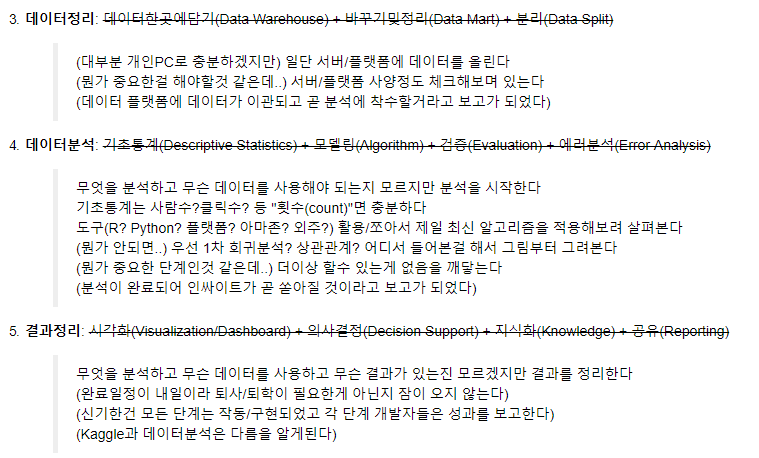 3. 데이터정리: 데이터한곳에담기(Data Warehouse) + 바꾸기및정리(Data Mart) + 분리(Data Split)
(대부분 개인PC로 충분하겠지만) 일단 서버/플랫폼에 데이터를 올린다
(뭔가 중요한걸 해야할것 같은데..) 서버/플랫폼 사양정도 체크해보며 있는다
(데이터 플랫폼에 데이터가 이관되고 곧 분석에 착수할거라고 보고가 되었다)
4. 데이터분석: 기초통계(Descriptive Statistics) + 모델링(Algorithm) + 검증(Evaluation) + 에러분석(Error Analysis)
무엇을 분석하고 무슨 데이터를 사용해야 되는지 모르지만 분석을 시작한다
기초통계는 사람수?클릭수? 등 "횟수(count)"면 충분하다
도구(R? Python? 플랫폼? 아마존? 외주?) 활용/쪼아서 제일 최신 알고리즘을 적용해보려 살펴본다
(뭔가 안되면..) 우선 1차 회귀분석? 상관관계? 어디서 들어본걸 해서 그림부터 그려본다
(뭔가 중요한 단계인것 같은데..) 더이상 할수 있는게 없음을 깨닿는다
(분석이 완료되어 인싸이트가 곧 쏟아질 것이라고 보고가 되었다)
5. 결과정리: 시각화(Visualization/Dashboard) + 의사결정(Decision Support) + 지식화(Knowledge) + 공유(Reporting)
무엇을 분석하고 무슨 데이터를 사용하고 무슨 결과가 있는진 모르겠지만 결과를 정리한다
(완료일정이 내일이라 퇴사/퇴학이 필요한게 아닌지 잠이 오지 않는다)
(신기한건 모든 단계는 작동/구현되었고 각 단계 개발자들은 성과를 보고한다)
(Kaggle과 데이터분석은 다름을 알게된다)